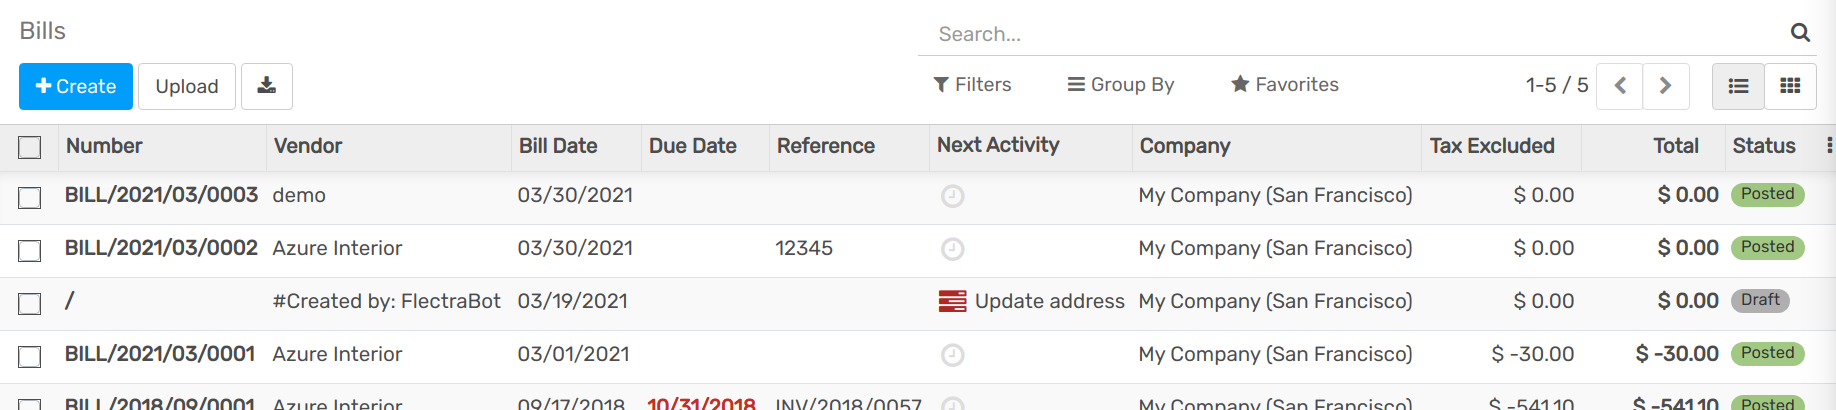 Bills
Search...
Create Upload
Filters Group By Favorites 1-5 / 5
Number Vendor Bill Date Due Date Reference Next Activity Company Tax Excluded Total Status
BILL/2021/03/0003 demo 03/30/2021 My Company (San Francisco) $ 0.00 $ 0.00 Posted
BILL/2021/03/0002 Azure Interior 03/30/2021 12345 My Company (San Francisco) $ 0.00 $ 0.00 Posted
/ #Created by: FlectraBot 03/19/2021 Update address My Company (San Francisco) $ 0.00 $ 0.00 Draft
BILL/2021/03/0001 Azure Interior 03/01/2021 My Company (San Francisco) $ -30.00 $ -30.00 Posted
BILL/2018/09/0001 Azure Interior 09/17/2018 10/31/2018 INV/2018/0057 My Company (San Francisco) $ -541.10 $ -541.10 Posted